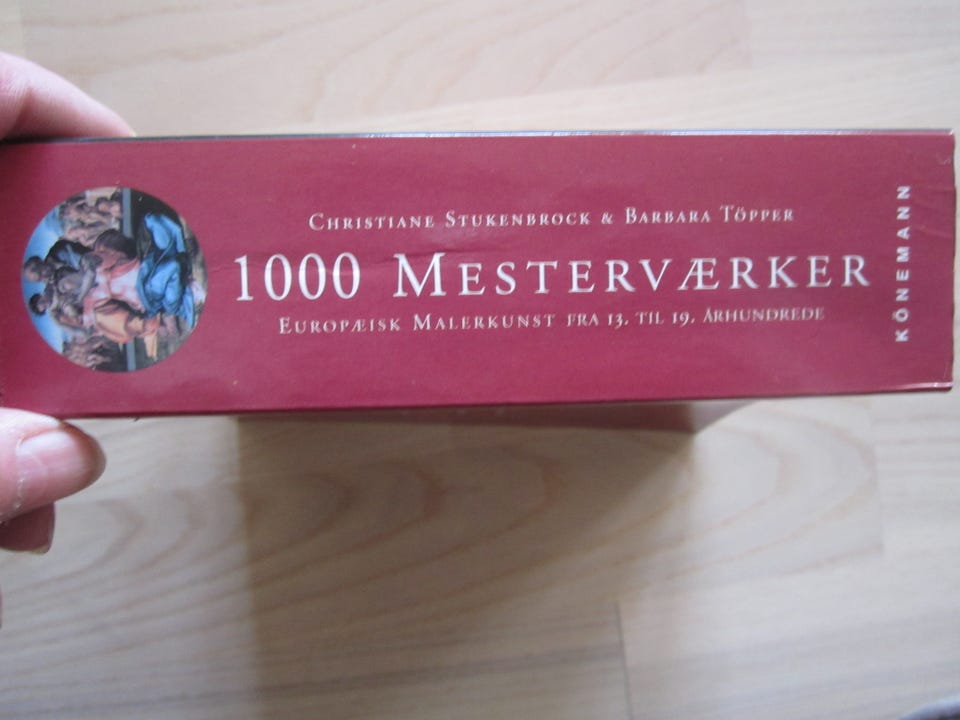 Christiane Stukenbrock & Barbara Töpper
1000 Mesterværker
Europæisk Malerkunst fra 13. til 19. århundrede
KÖNEMANN